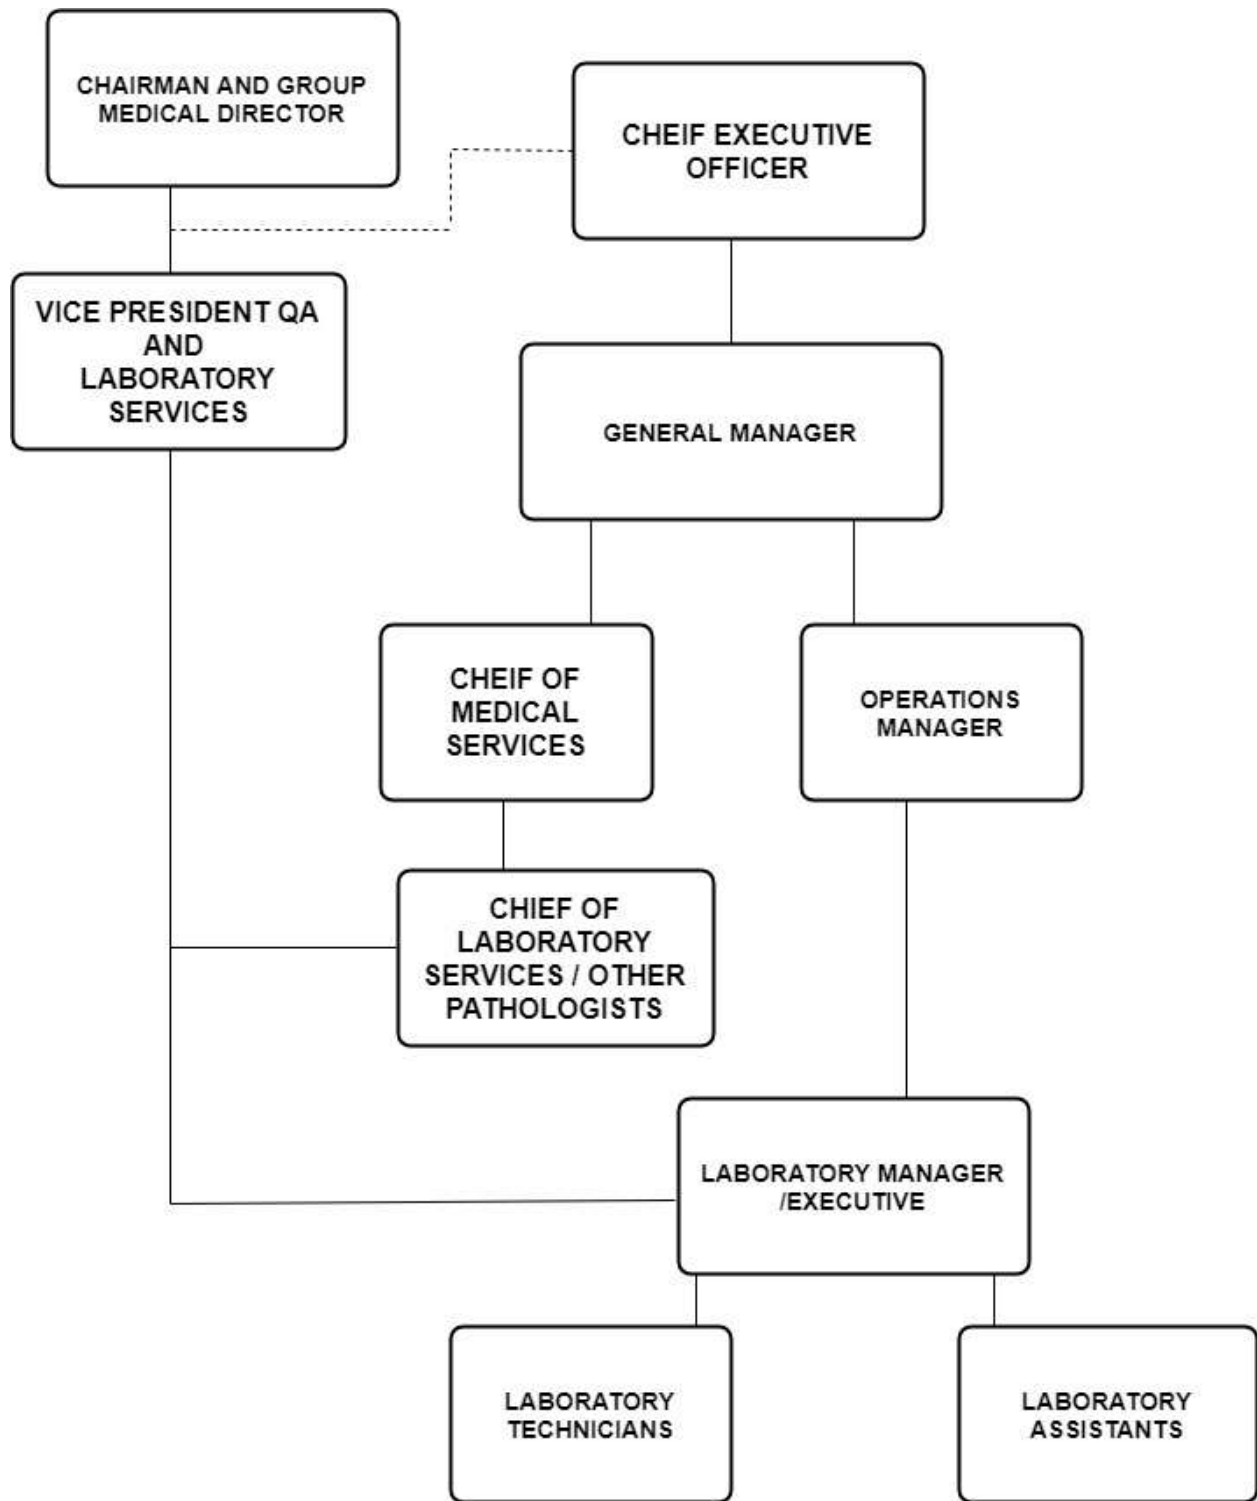 CHAIRMAN AND GROUP
MEDICAL DIRECTOR
CHEIF EXECUTIVE
OFFICER
VICE PRESIDENT QA
AND
LABORATORY
SERVICES
GENERAL MANAGER
CHEIF OF
MEDICAL
SERVICES
OPERATIONS
MANAGER
CHIEF OF
LABORATORY
SERVICES / OTHER
PATHOLOGISTS
LABORATORY MANAGER
/EXECUTIVE
LABORATORY
TECHNICIANS
LABORATORY
ASSISTANTS